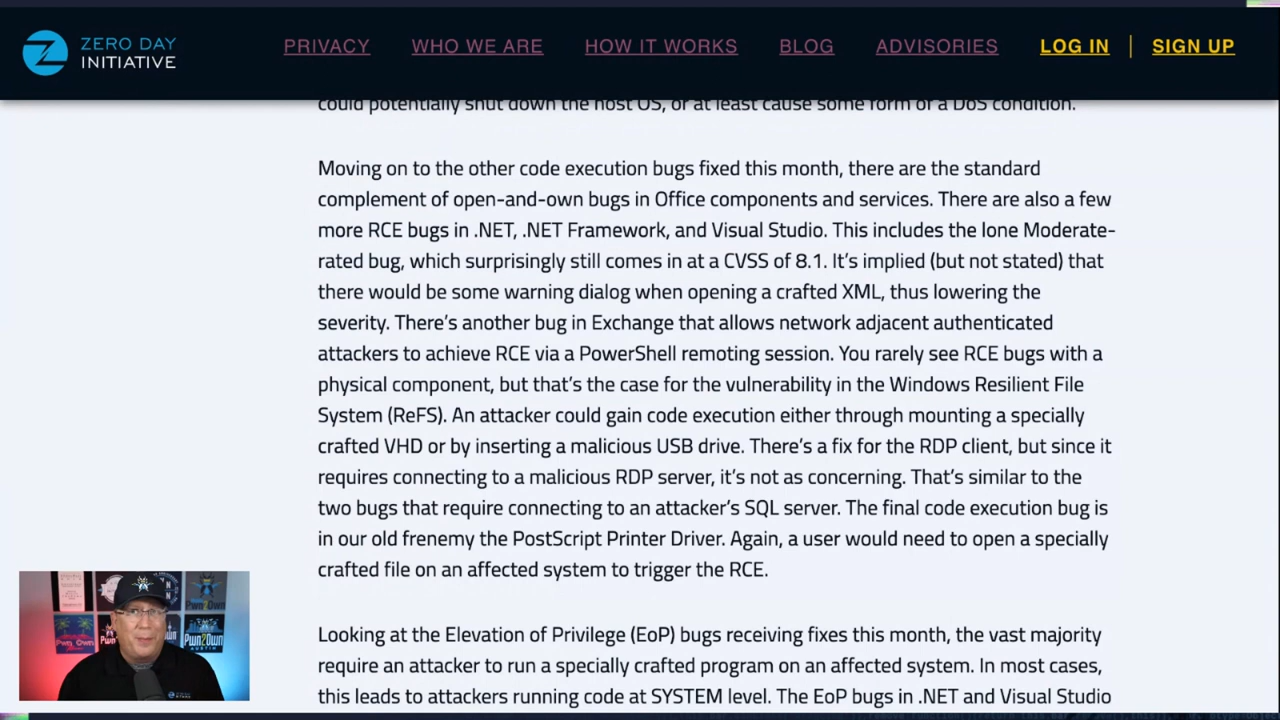 ZERO DAY
INITIATIVE
PRIVACY
WHO WE ARE
HOW IT WORKS
BLOG
ADVISORIES
LOG IN
SIGN UP
could potentially shut down the host OS, or at least cause some form of a DoS condition.
Moving on to the other code execution bugs fixed this month, there are the standard
complement of open-and-own bugs in Office components and services. There are also a few
more RCE bugs in .NET, .NET Framework, and Visual Studio. This includes the lone Moderate-
rated bug, which surprisingly still comes in at a CVSS of 8.1. It's implied (but not stated) that
there would be some warning dialog when opening a crafted XML, thus lowering the
severity. There's another bug in Exchange that allows network adjacent authenticated
attackers to achieve RCE via a PowerShell remoting session. You rarely see RCE bugs with a
physical component, but that's the case for the vulnerability in the Windows Resilient File
System (ReFS). An attacker could gain code execution either through mounting a specially
crafted VHD or by inserting a malicious USB drive. There's a fix for the RDP client, but since it
requires connecting to a malicious RDP server, it's not as concerning. That's similar to the
two bugs that require connecting to an attacker's SQL server. The final code execution bug is
in our old frenemy the PostScript Printer Driver. Again, a user would need to open a specially
crafted file on an affected system to trigger the RCE.
Looking at the Elevation of Privilege (EoP) bugs receiving fixes this month, the vast majority
require an attacker to run a specially crafted program on an affected system. In most cases,
this leads to attackers running code at SYSTEM level. The EoP bugs in .NET and Visual Studio
Pwn2Own
AUSTIN